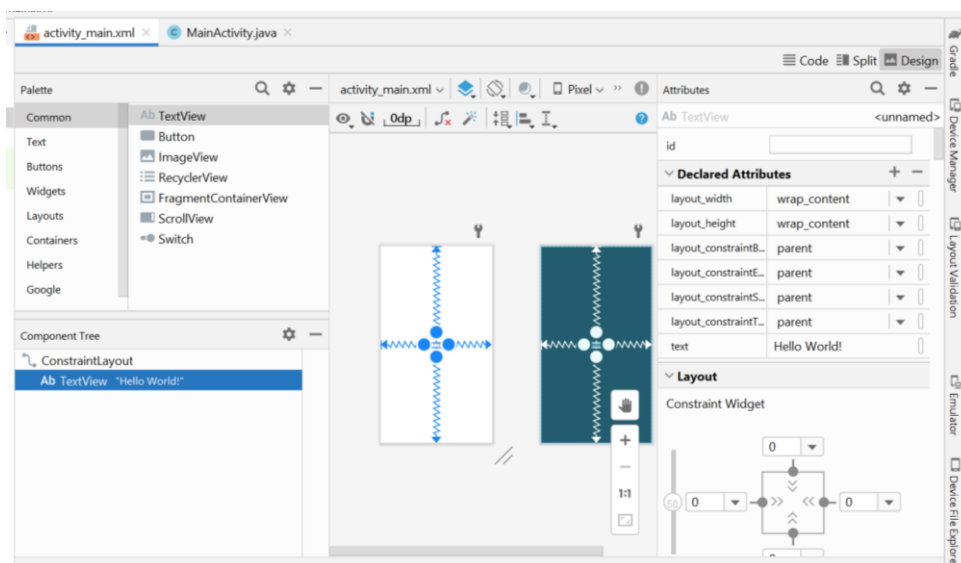 activity_main.xml
MainActivity.java
Code
Split
Design
Palette
Common
Text
Buttons
Widgets
Layouts
Containers
Helpers
Google
Ab TextView
Button
ImageView
RecyclerView
FragmentContainerView
ScrollView
Switch
Component Tree
ConstraintLayout
Ab TextView "Hello World!"
activity_main.xml
Pixel
0dp
1:1
Attributes
Ab TextView <unnamed>
id
Declared Attributes
layout_width wrap_content
layout_height wrap_content
layout_constraintB... parent
layout_constraintE... parent
layout_constraintS... parent
layout_constraintT... parent
text Hello World!
Layout
Constraint Widget
0
50
0
0
Gradle
Device Manager
Layout Validation
Emulator
Device File Explorer